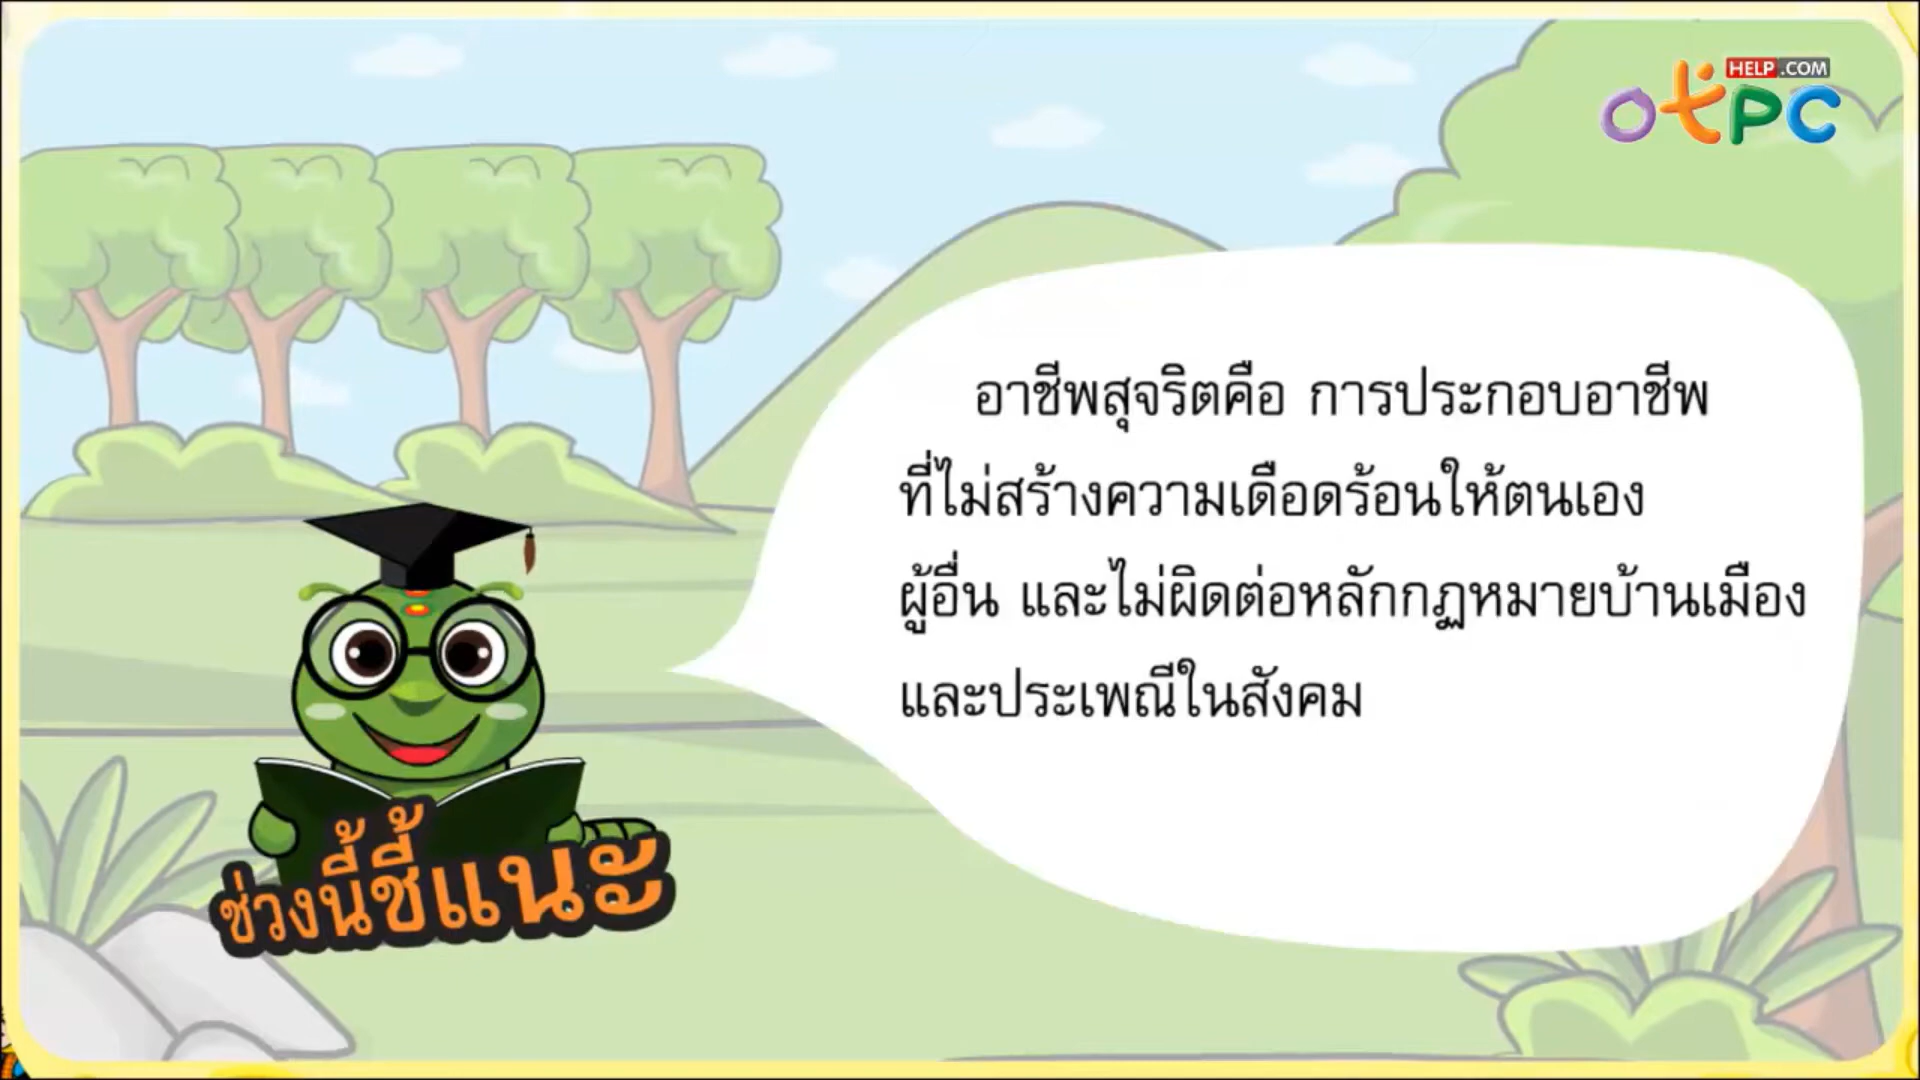 HELP.COM
otpc
อาชีพสุจริตคือ การประกอบอาชีพ
ที่ไม่สร้างความเดือดร้อนให้ตนเอง
ผู้อื่น และไม่ผิดต่อหลักกฎหมายบ้านเมือง
และประเพณีในสังคม
ช่วงนี้ชี้แนะ